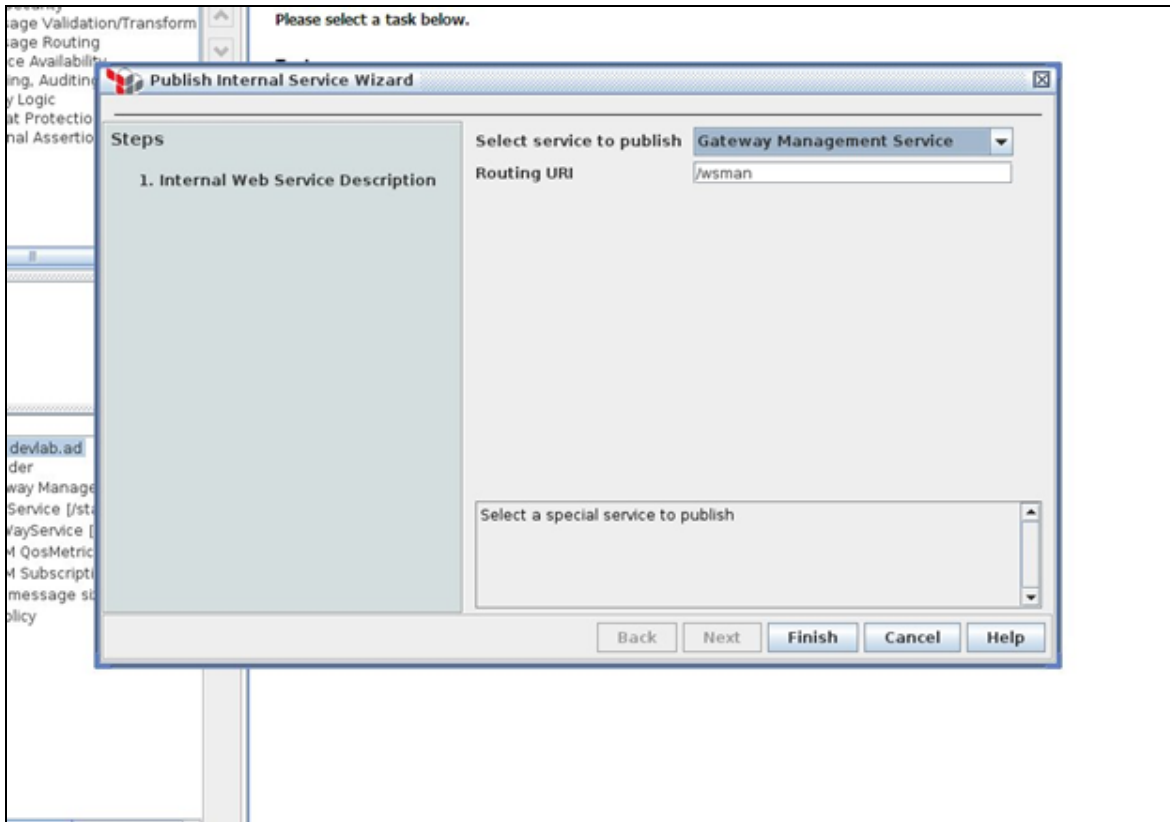 age Validation/Transform
age Routing
ce Availability
ing, Auditing
y Logic
at Protectio
nal Assertio
Please select a task below.
Publish Internal Service Wizard
Steps
1. Internal Web Service Description
Select service to publish Gateway Management Service
Routing URI /wsman
Select a special service to publish
Back Next Finish Cancel Help
devlab.ad
der
way Manage
Service [/sta
WayService [
M QosMetric
M Subscripti
message si
olicy